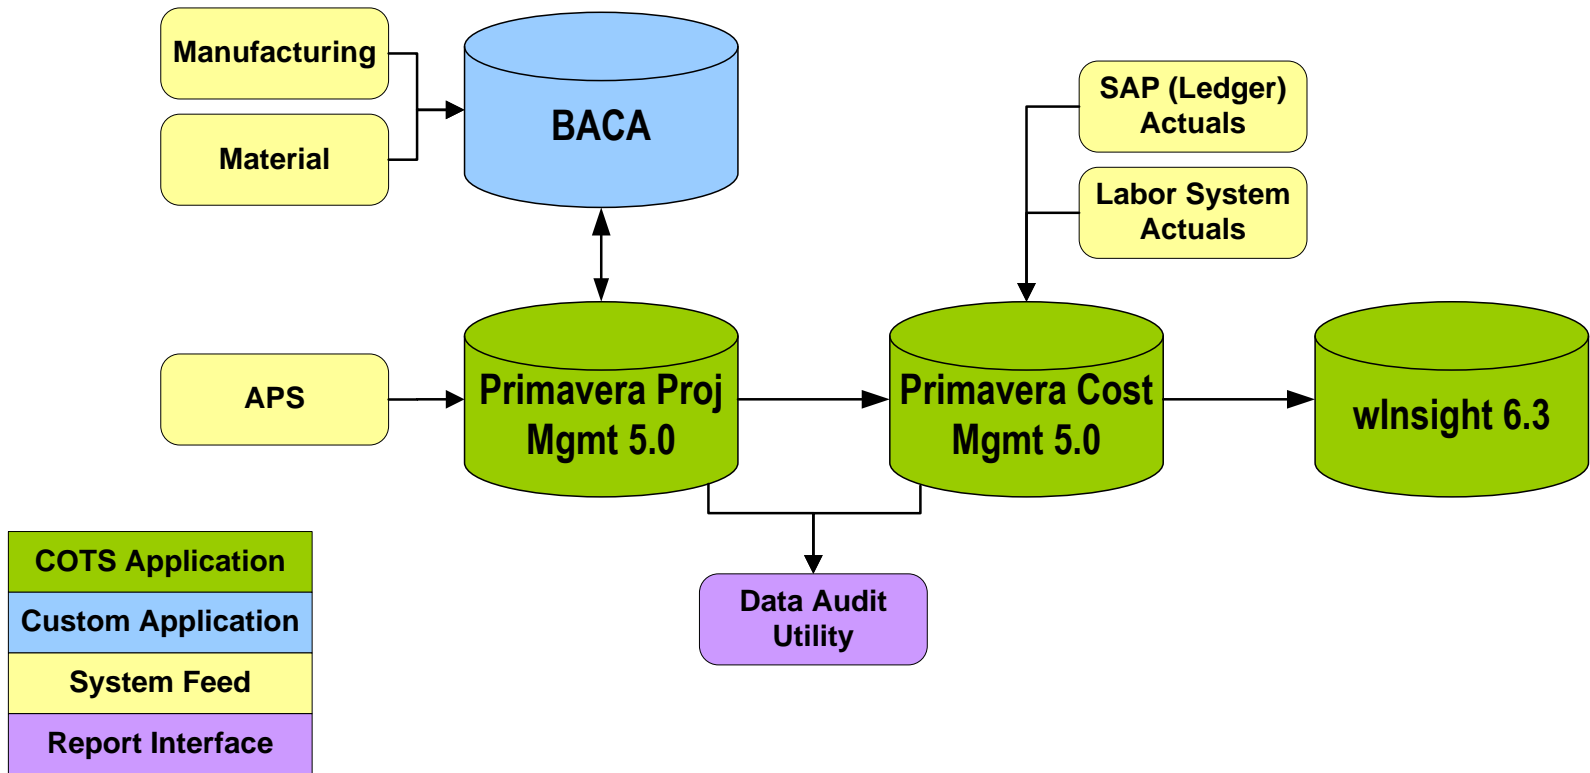 Manufacturing
Material
BACA
SAP (Ledger)
Actuals
Labor System
Actuals
APS
Primavera Proj
Mgmt 5.0
Primavera Cost
Mgmt 5.0
wInsight 6.3
Data Audit
Utility
COTS Application
Custom Application
System Feed
Report Interface